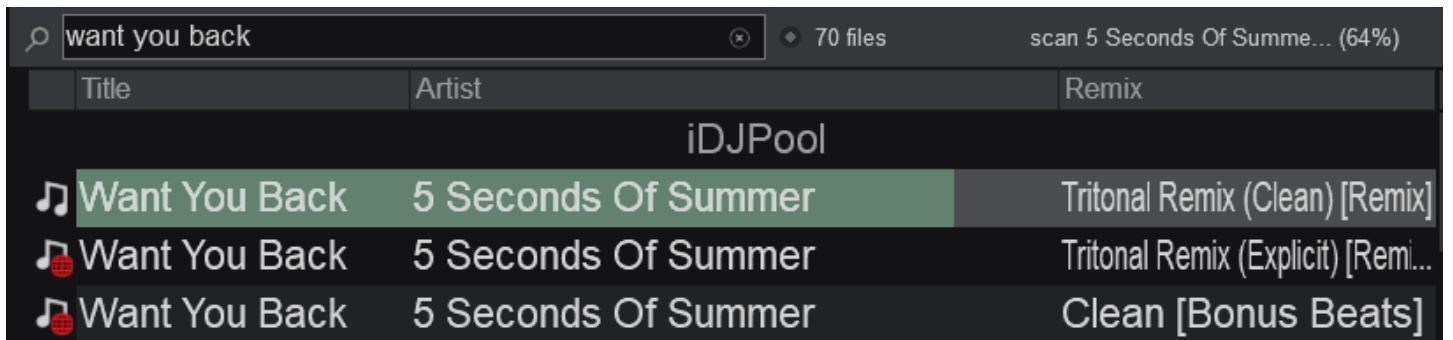 want you back 70 files scan 5 Seconds Of Summe... (64%)
Title Artist Remix
iDJPool
Want You Back 5 Seconds Of Summer Tritonal Remix (Clean) [Remix]
Want You Back 5 Seconds Of Summer Tritonal Remix (Explicit) [Remi...
Want You Back 5 Seconds Of Summer Clean [Bonus Beats]